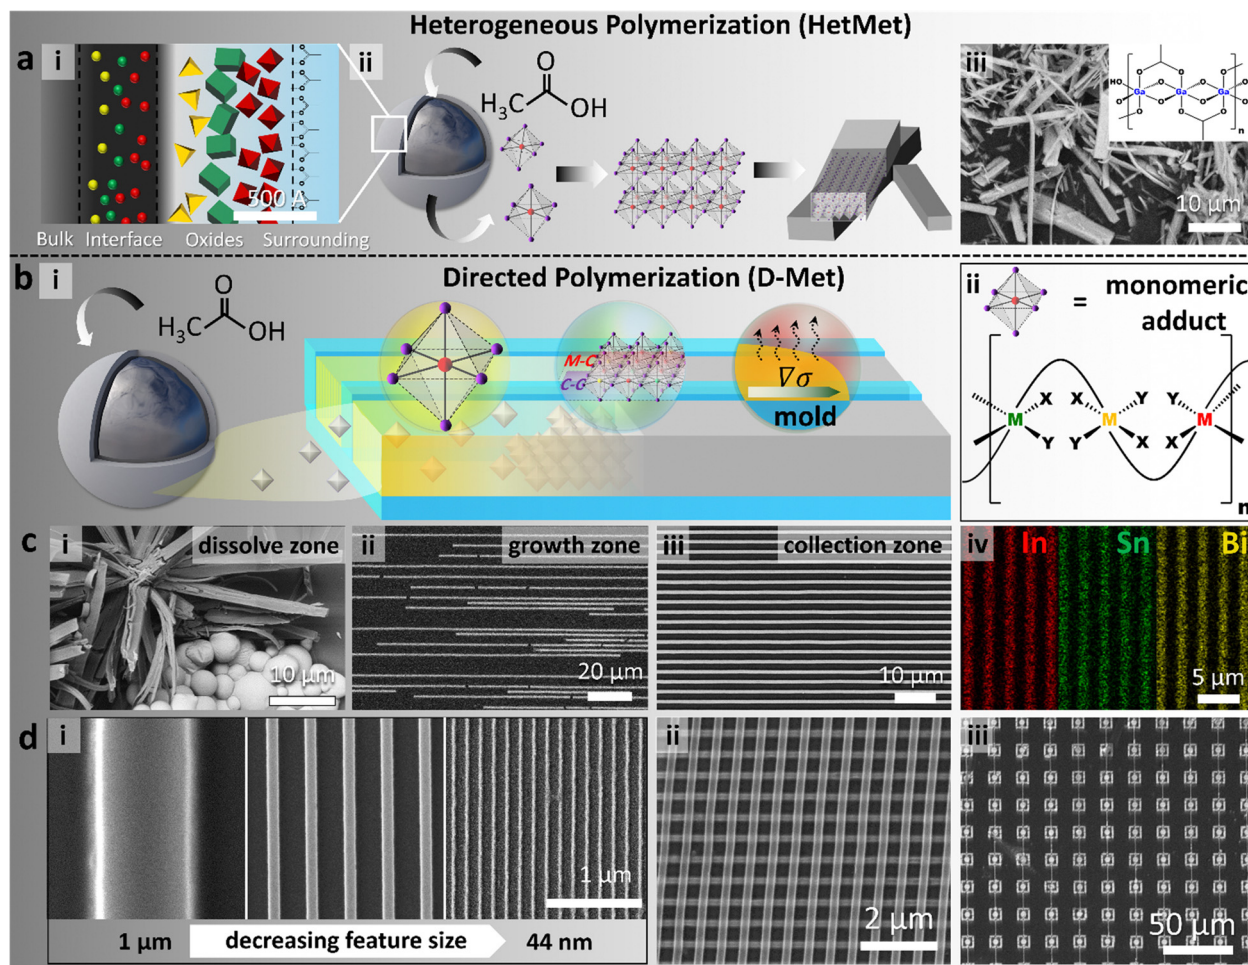 Heterogeneous Polymerization (HetMet)
a
i
500 Å
Bulk
Interface
Oxides
Surrounding
ii
H₃C
O
OH
iii
HO
Ga
Ga
Ga
n
10 μm
b
i
Directed Polymerization (D-Met)
H₃C
O
OH
M-C
C-G
∇σ
mold
ii
= monomeric
adduct
X X Y Y
M M M
Y Y X X
n
c
i
dissolve zone
10 μm
ii
growth zone
20 μm
iii
collection zone
10 μm
iv
In
Sn
Bi
5 μm
d
i
1 μm
1 μm
decreasing feature size
44 nm
ii
2 μm
iii
50 μm